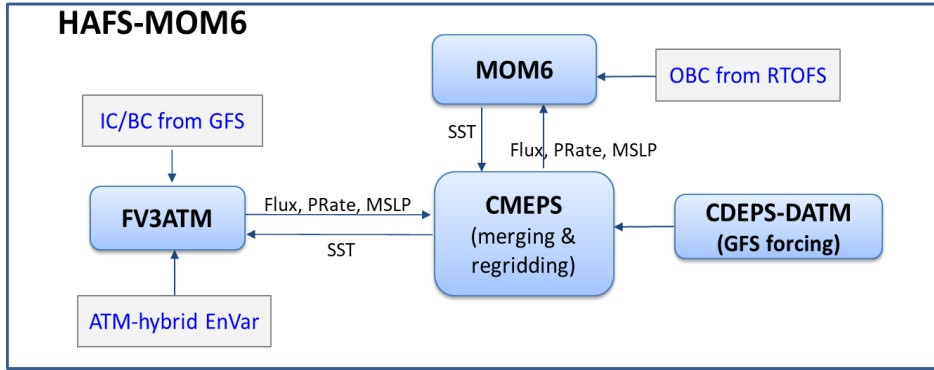 HAFS-MOM6
MOM6
OBC from RTOFS
IC/BC from GFS
SST
Flux, PRate, MSLP
FV3ATM
Flux, PRate, MSLP
SST
CMEPS
(merging &
regridding)
CDEPS-DATM
(GFS forcing)
ATM-hybrid EnVar